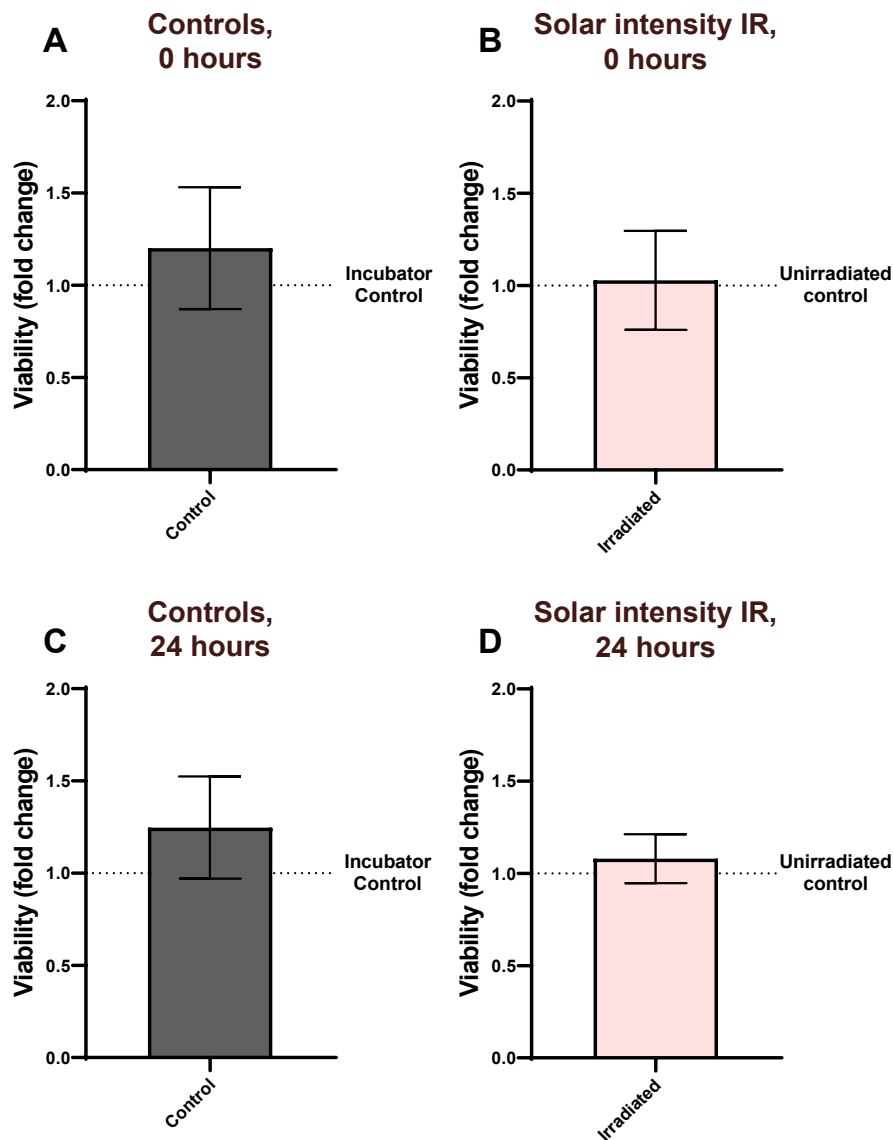 A
Controls,
0 hours
Viability (fold change)
2.0
1.5
1.0
0.5
0.0
Incubator
Control
Control
B
Solar intensity IR,
0 hours
Viability (fold change)
2.0
1.5
1.0
0.5
0.0
Unirradiated
control
Irradiated
C
Controls,
24 hours
Viability (fold change)
2.0
1.5
1.0
0.5
0.0
Incubator
Control
Control
D
Solar intensity IR,
24 hours
Viability (fold change)
2.0
1.5
1.0
0.5
0.0
Unirradiated
control
Irradiated